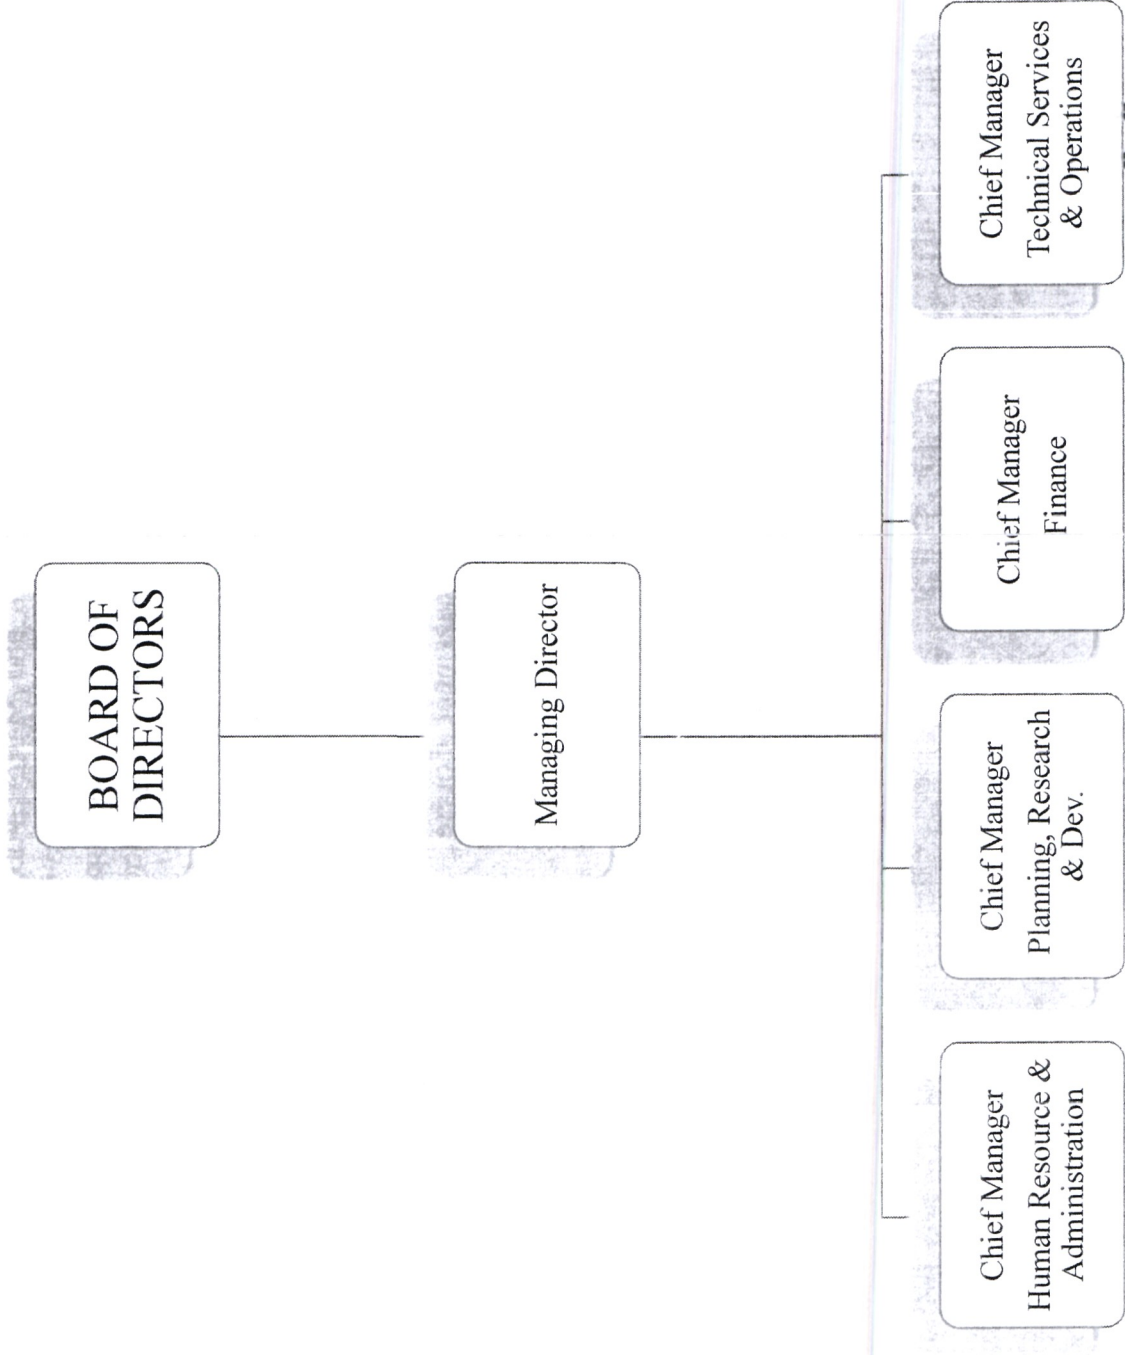 BOARD OF
DIRECTORS
Managing Director
Chief Manager
Human Resource &
Administration
Chief Manager
Planning, Research
& Dev.
Chief Manager
Finance
Chief Manager
Technical Services
& Operations